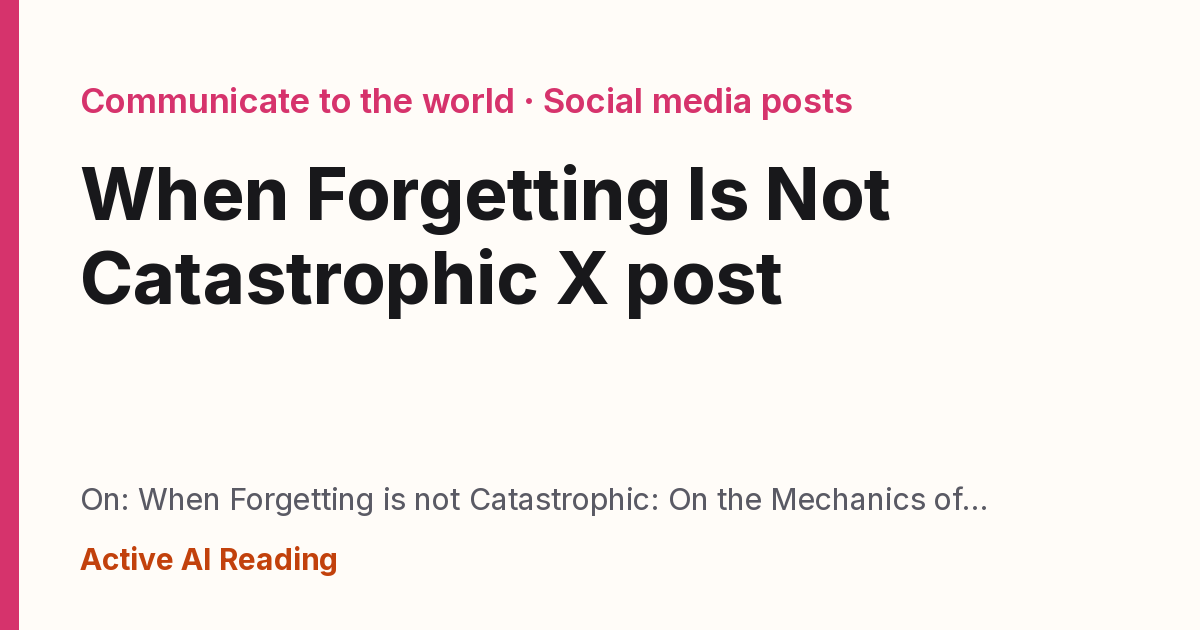 Communicate to the world · Social media posts
When Forgetting Is Not
Catastrophic X post
On: When Forgetting is not Catastrophic: On the Mechanics of...
Active AI Reading